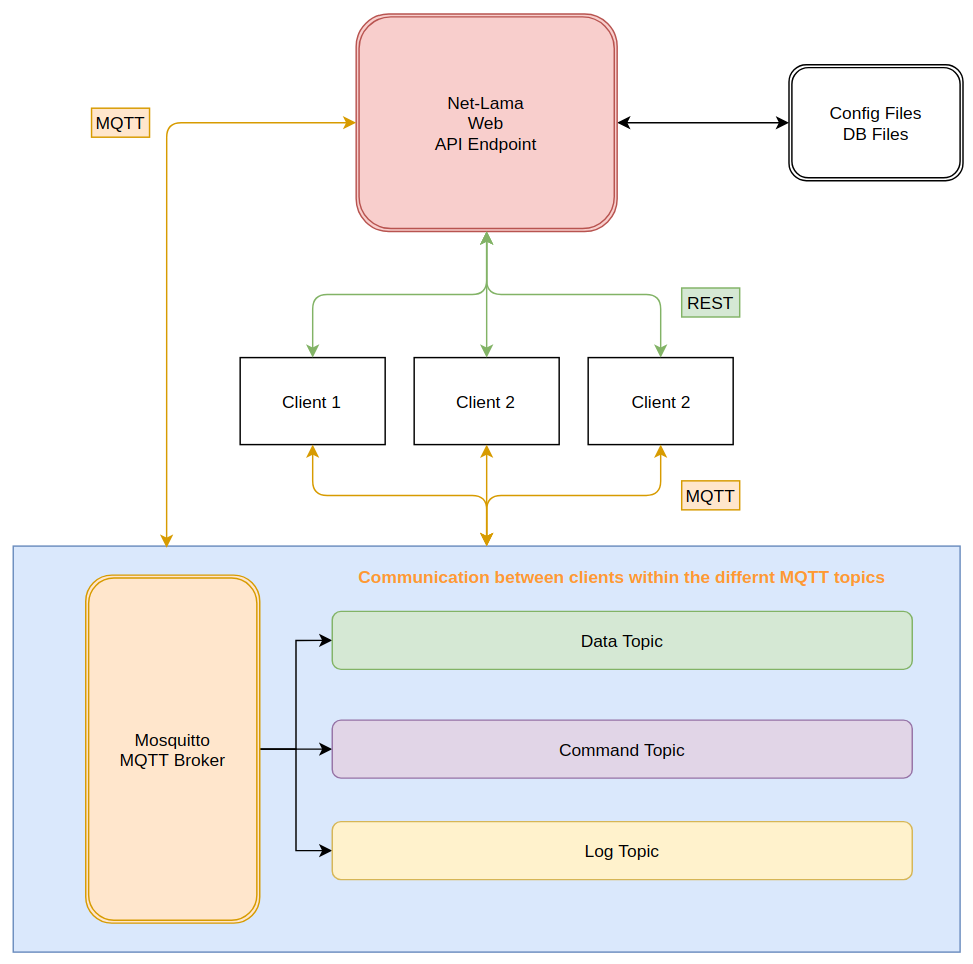 Net-Lama
Web
API Endpoint
Config Files
DB Files
MQTT
REST
Client 1
Client 2
Client 2
MQTT
Communication between clients within the differnt MQTT topics
Data Topic
Mosquitto
MQTT Broker
Command Topic
Log Topic